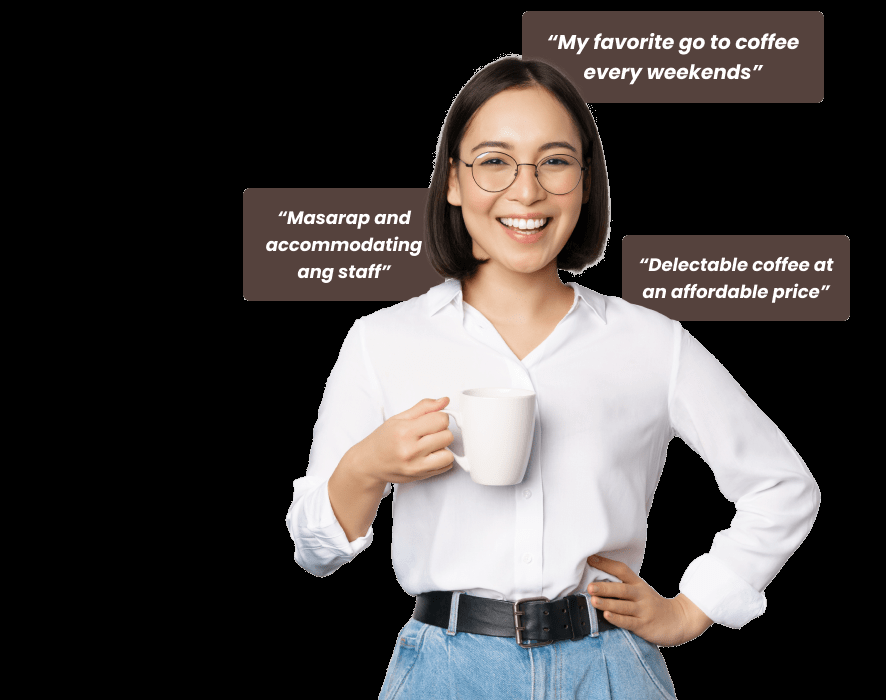 “My favorite go to coffee
every weekends”
“Masarap and
accommodating
ang staff”
“Delectable coffee at
an affordable price”